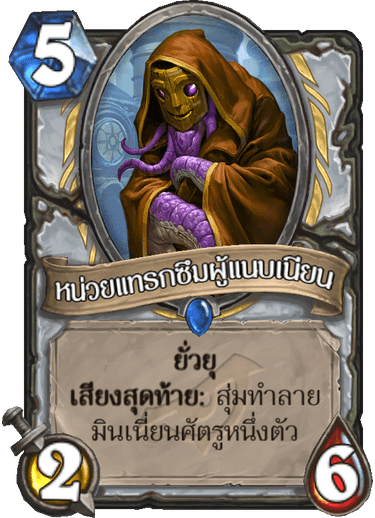 5
หน่วยแทรกซึมผู้แนบเนียน
ยั่วยุ
เสียงสุดท้าย: สุ่มทำลาย
มินเนี่ยนศัตรูหนึ่งตัว
2
6